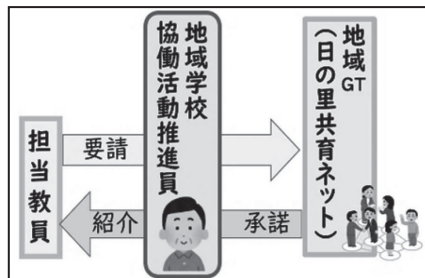 担当教員
要請
紹介
地域学校
協働活動推進員
承諾
地域GT
(日の里共育ネット)